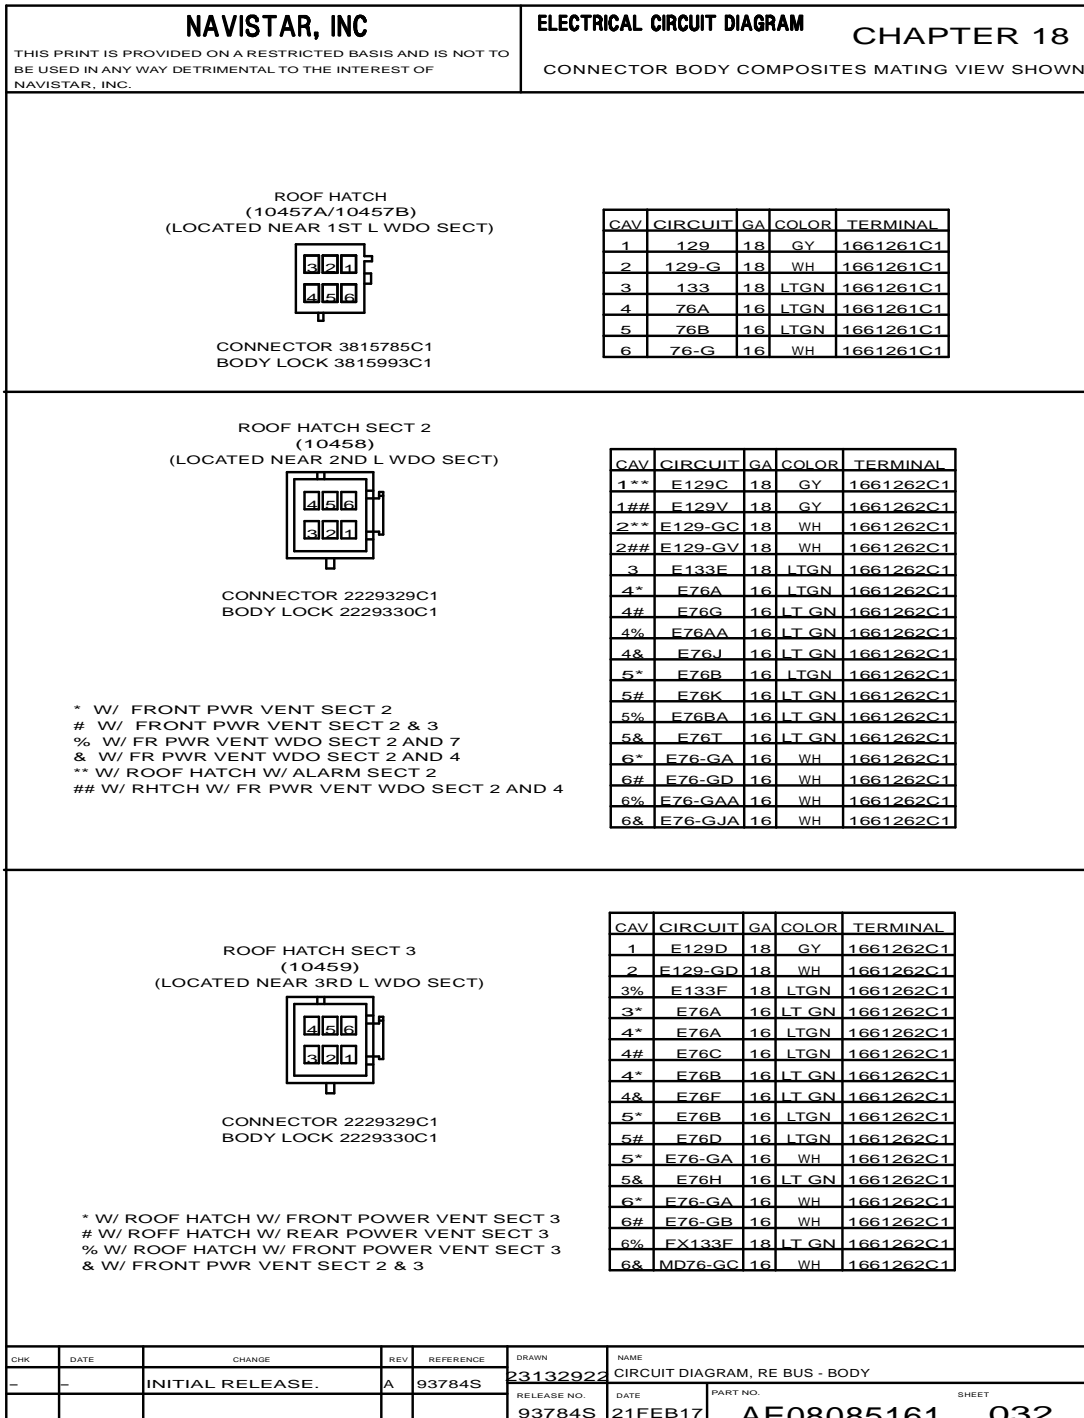 NAVISTAR, INC
THIS PRINT IS PROVIDED ON A RESTRICTED BASIS AND IS NOT TO
BE USED IN ANY WAY DETRIMENTAL TO THE INTEREST OF
NAVISTAR, INC.
ELECTRICAL CIRCUIT DIAGRAM
CHAPTER 18
CONNECTOR BODY COMPOSITES MATING VIEW SHOWN
ROOF HATCH
(10457A/10457B)
(LOCATED NEAR 1ST L WDO SECT)
3 2 1
4 5 6
CONNECTOR 3815785C1
BODY LOCK 3815993C1
CAV CIRCUIT GA COLOR TERMINAL
1 129 18 GY 1661261C1
2 129-G 18 WH 1661261C1
3 133 18 LTGN 1661261C1
4 76A 16 LTGN 1661261C1
5 76B 16 LTGN 1661261C1
6 76-G 16 WH 1661261C1
ROOF HATCH SECT 2
(10458)
(LOCATED NEAR 2ND L WDO SECT)
4 5 6
3 2 1
CONNECTOR 2229329C1
BODY LOCK 2229330C1
* W/ FRONT PWR VENT SECT 2
# W/ FRONT PWR VENT SECT 2 & 3
% W/ FR PWR VENT WDO SECT 2 AND 7
& W/ FR PWR VENT WDO SECT 2 AND 4
** W/ ROOF HATCH W/ ALARM SECT 2
## W/ RHTCH W/ FR PWR VENT WDO SECT 2 AND 4
CAV CIRCUIT GA COLOR TERMINAL
1** E129C 18 GY 1661262C1
1## E129V 18 GY 1661262C1
2** E129-GC 18 WH 1661262C1
2## E129-GV 18 WH 1661262C1
3 E133E 18 LTGN 1661262C1
4* E76A 16 LTGN 1661262C1
4# E76G 16 LT GN 1661262C1
4% E76AA 16 LT GN 1661262C1
4& E76J 16 LT GN 1661262C1
5* E76B 16 LTGN 1661262C1
5# E76K 16 LT GN 1661262C1
5% E76BA 16 LT GN 1661262C1
5& E76T 16 LT GN 1661262C1
6* E76-GA 16 WH 1661262C1
6# E76-GD 16 WH 1661262C1
6% E76-GAA 16 WH 1661262C1
6& E76-GJA 16 WH 1661262C1
ROOF HATCH SECT 3
(10459)
(LOCATED NEAR 3RD L WDO SECT)
4 5 6
3 2 1
CONNECTOR 2229329C1
BODY LOCK 2229330C1
* W/ ROOF HATCH W/ FRONT POWER VENT SECT 3
# W/ ROFF HATCH W/ REAR POWER VENT SECT 3
% W/ ROOF HATCH W/ FRONT POWER VENT SECT 3
& W/ FRONT PWR VENT SECT 2 & 3
CAV CIRCUIT GA COLOR TERMINAL
1 E129D 18 GY 1661262C1
2 E129-GD 18 WH 1661262C1
3% E133F 18 LTGN 1661262C1
3* E76A 16 LT GN 1661262C1
4* E76A 16 LTGN 1661262C1
4# E76C 16 LTGN 1661262C1
4* E76B 16 LT GN 1661262C1
4& E76F 16 LT GN 1661262C1
5* E76B 16 LTGN 1661262C1
5# E76D 16 LTGN 1661262C1
5* E76-GA 16 WH 1661262C1
5& E76H 16 LT GN 1661262C1
6* E76-GA 16 WH 1661262C1
6# E76-GB 16 WH 1661262C1
6% FX133F 18 LT GN 1661262C1
6& MD76-GC 16 WH 1661262C1
CHK DATE CHANGE REV REFERENCE DRAWN NAME
– – INITIAL RELEASE. A 93784S 23132922 CIRCUIT DIAGRAM, RE BUS - BODY
RELEASE NO. DATE PART NO. SHEET
93784S 21FEB17 AE08085161 032